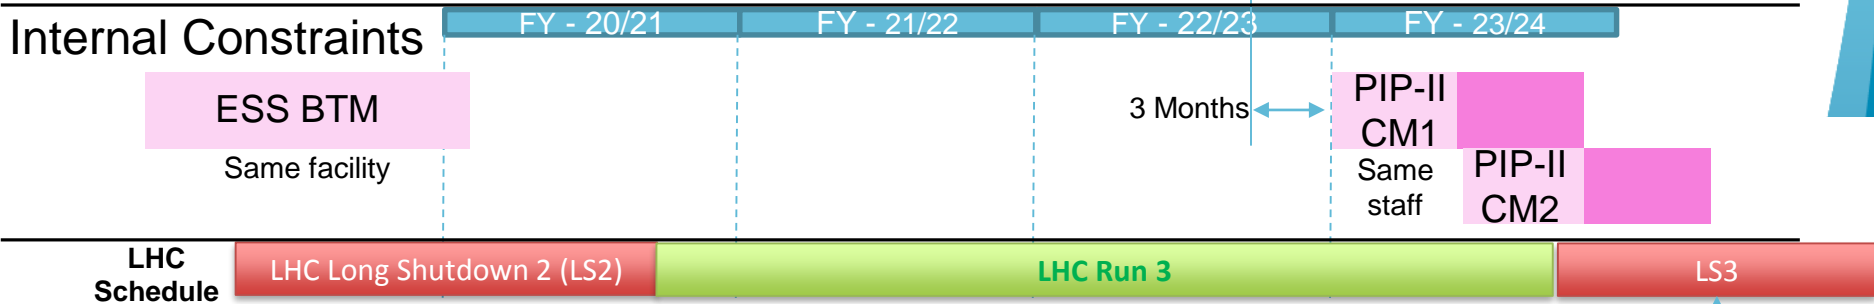 Internal Constraints
FY - 20/21
FY - 21/22
FY - 22/23
FY - 23/24
ESS BTM
Same facility
3 Months
PIP-II
CM1
Same
staff
PIP-II
CM2
LHC
Schedule
LHC Long Shutdown 2 (LS2)
LHC Run 3
LS3